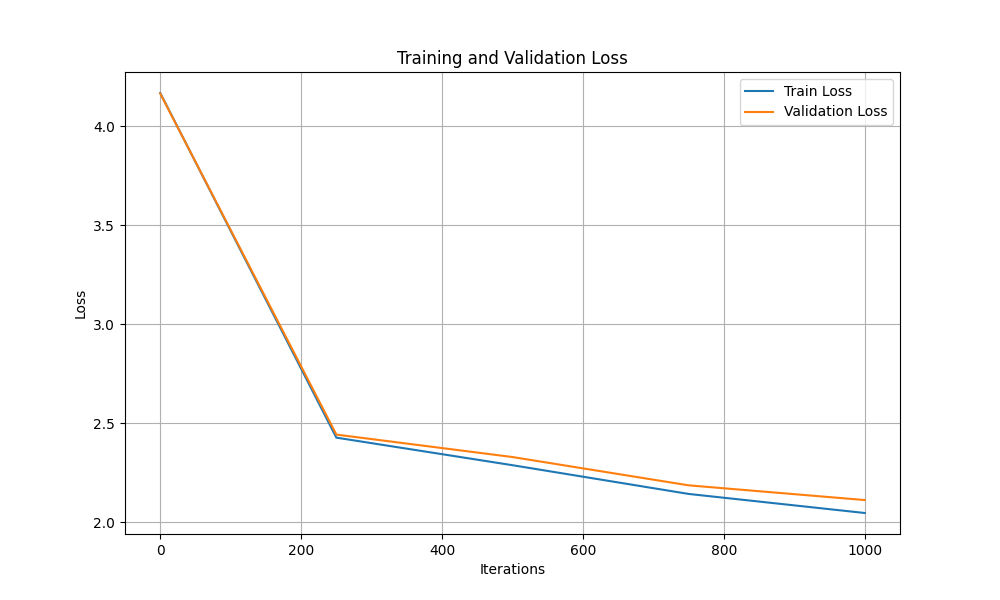 Training and Validation Loss
Train Loss
Validation Loss
4.0
3.5
3.0
2.5
2.0
Loss
0 200 400 600 800 1000
Iterations